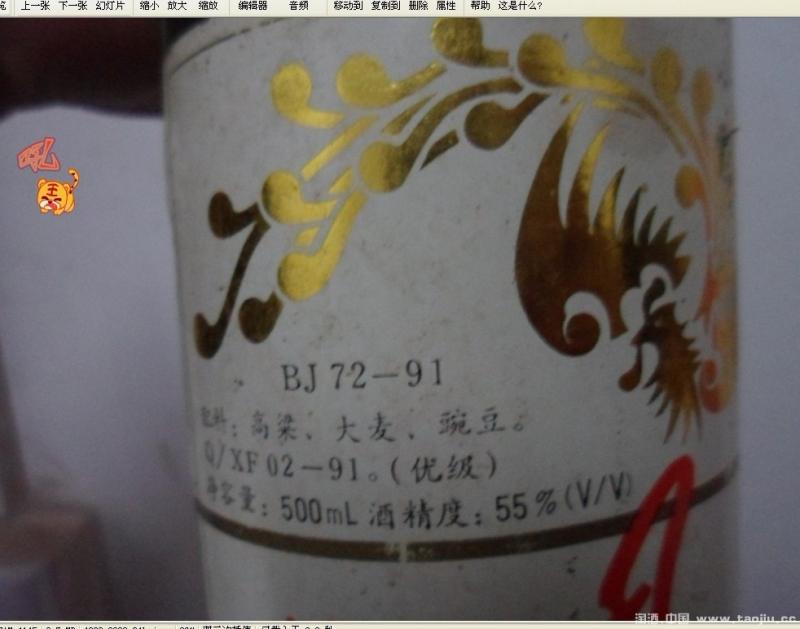 上一张 下一张 幻灯片 缩小 放大 缩放 编辑器 音频 移动到 复制到 删除 属性 帮助 这是什么?
吼
王
BJ 72-91
配料：高粱、大麦、豌豆。
Q/XF 02-91。(优级)
净容量：500mL 酒精度：55%(V/V)
淘酒.中国 www.taojiu.cc